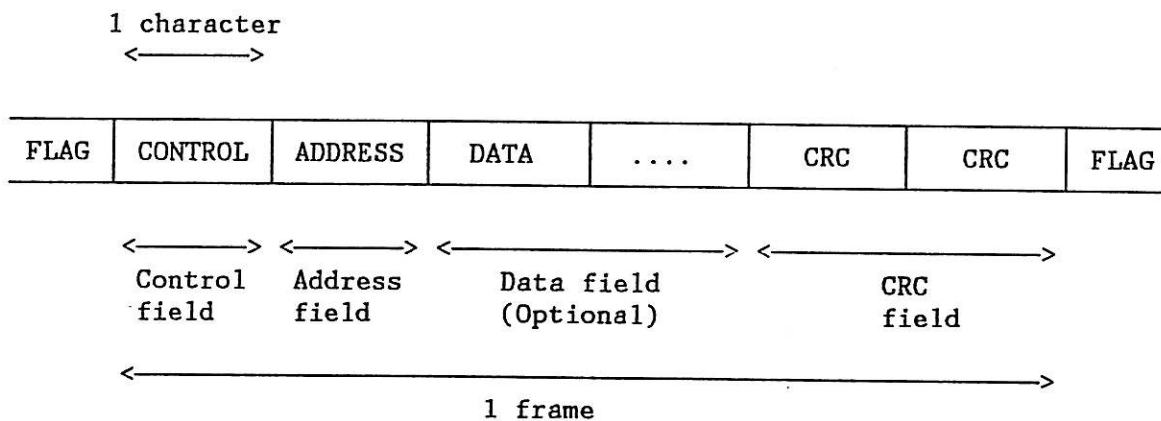 1 character
FLAG CONTROL ADDRESS DATA .... CRC CRC FLAG
Control Address Data field CRC
field field (Optional) field
1 frame